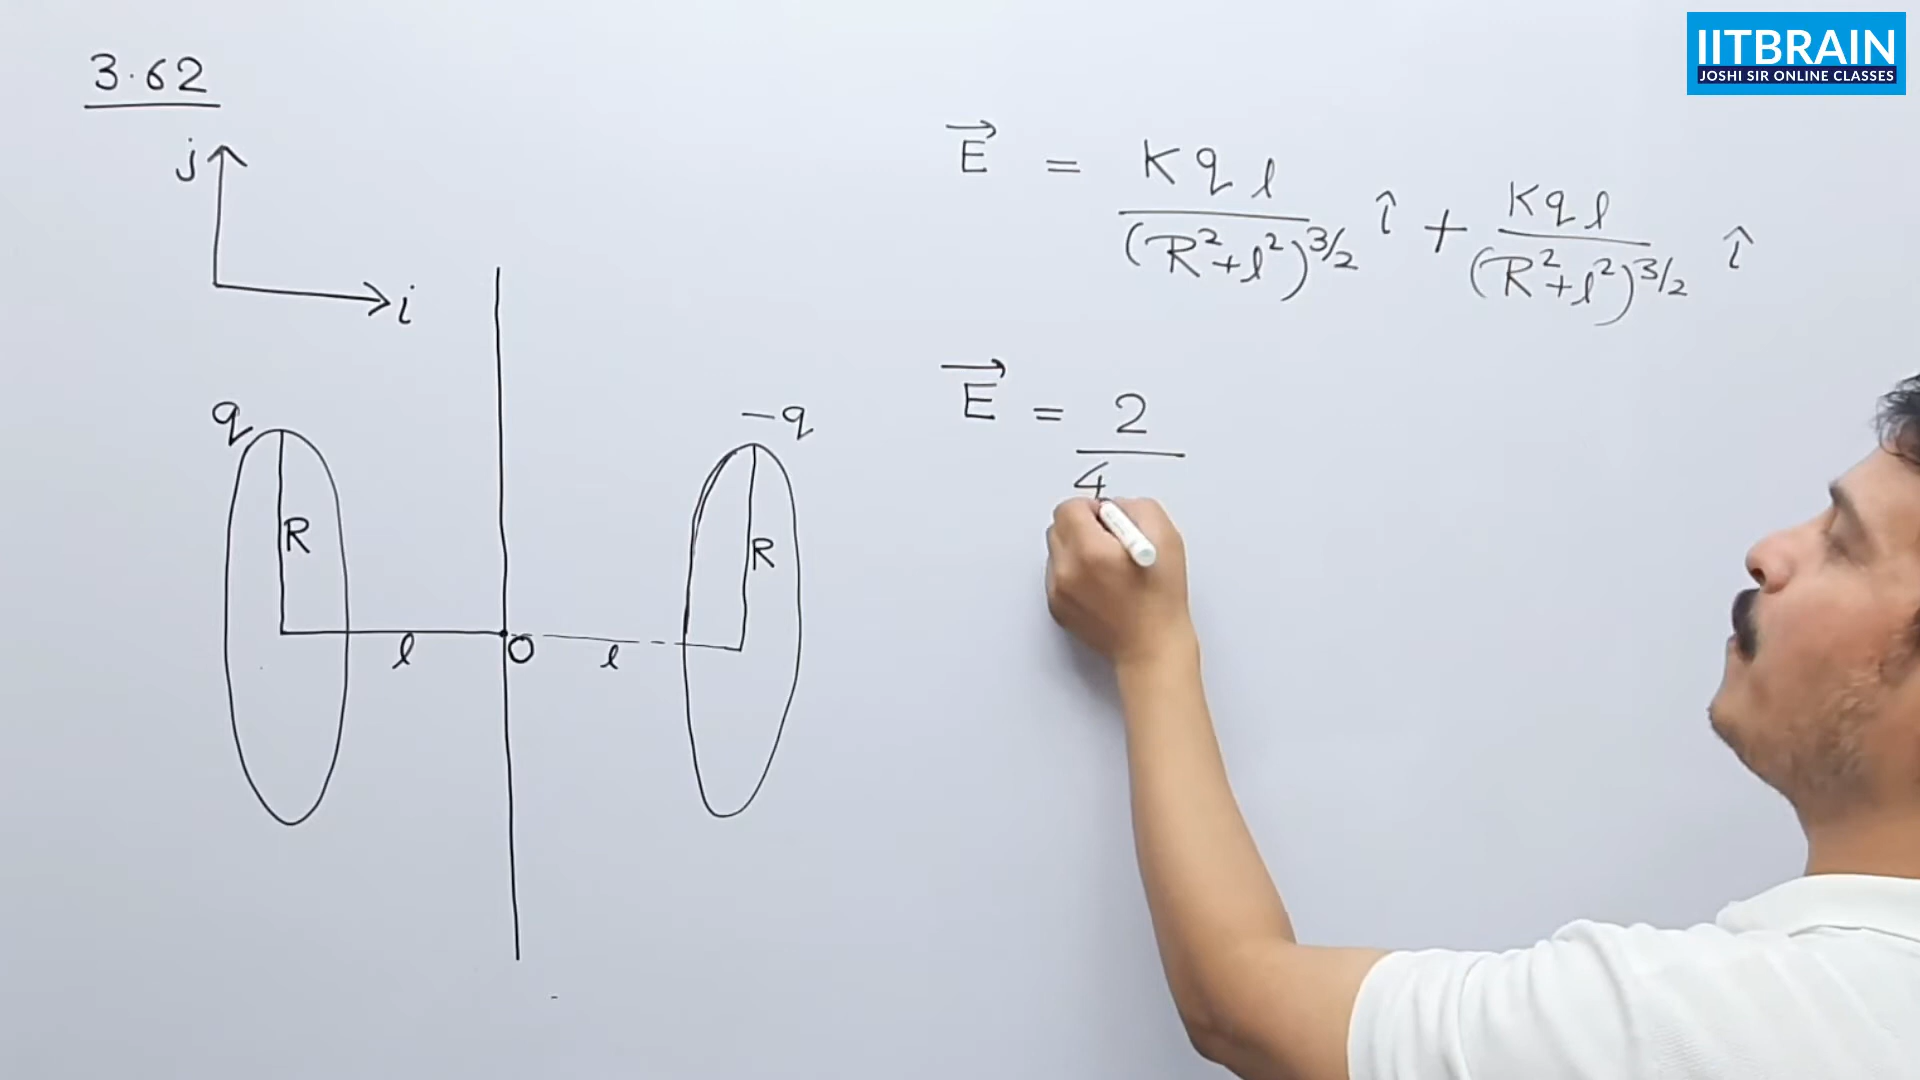 IITBRAIN
JOSHI SIR ONLINE CLASSES
3.62
j
i
q
-q
R
R
l
O
l
E⃗ = Kql/(R²+l²)^3/2 î + Kql/(R²+l²)^3/2 î
E⃗ = 2/4